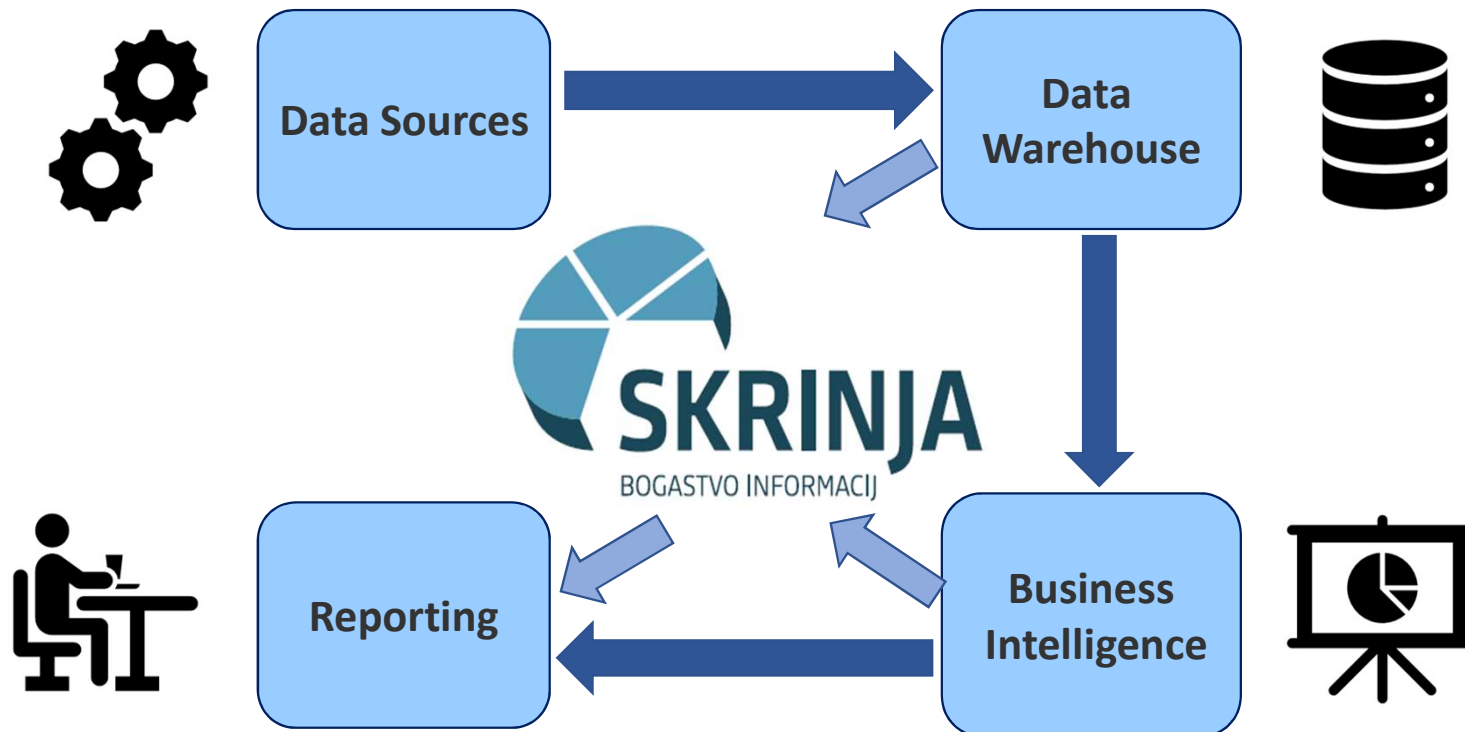 Data Sources
Data
Warehouse
SKRINJA
BOGASTVO INFORMACIJ
Reporting
Business
Intelligence